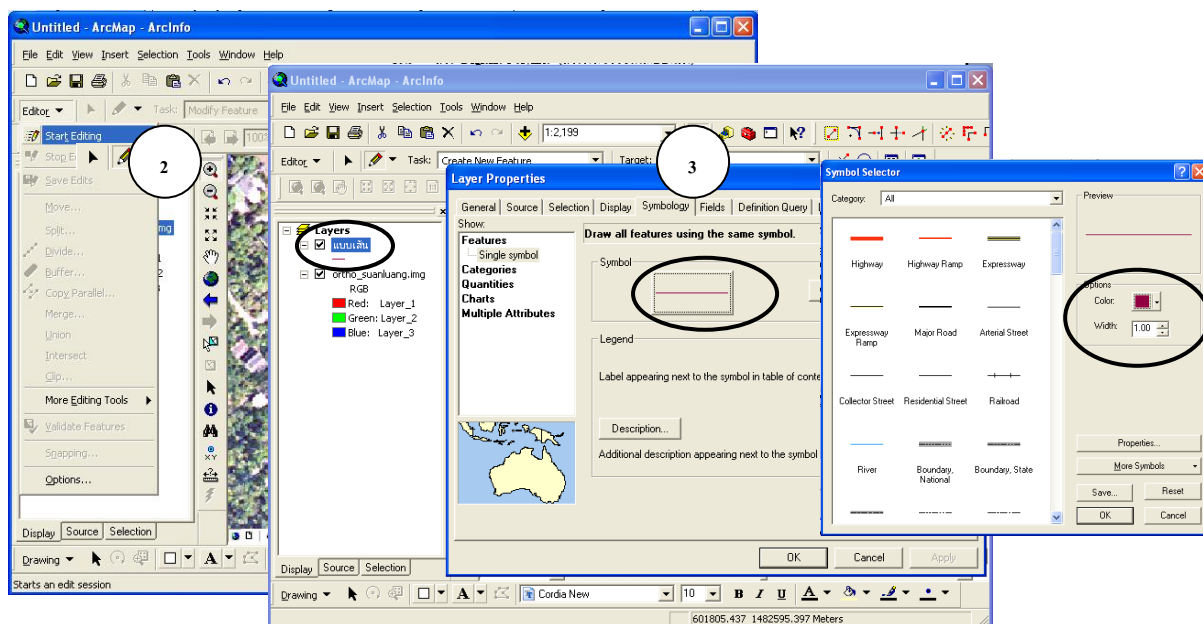 Untitled - ArcMap - ArcInfo
File Edit View Insert Selection Tools Window Help
Editor Task: Modify Feature
Start Editing
Save Edits
Move...
Split...
Divide...
Buffer...
Copy Parallel...
Merge...
Union
Intersect
Clip...
More Editing Tools
Validate Features
Snapping...
Options...
2
Display Source Selection
Drawing A
Starts an edit session
Untitled - ArcMap - ArcInfo
File Edit View Insert Selection Tools Window Help
1:2,199
Editor Task: Create New Feature Target:
3
Layers
แบบเส้น
ortho_suanluang.img
RGB
Red: Layer_1
Green: Layer_2
Blue: Layer_3
Display Source Selection
Drawing A Cordia New 10 B I U A
601805.437 1482595.397 Meters
Layer Properties
General Source Selection Display Symbology Fields Definition Query
Show:
Features
Single symbol
Categories
Quantities
Charts
Multiple Attributes
Draw all features using the same symbol.
Symbol
Legend
Label appearing next to the symbol in table of conte
Description...
Additional description appearing next to the symbol
OK Cancel Apply
Symbol Selector
Category: All
Highway Highway Ramp Expressway
Expressway Ramp Major Road Arterial Street
Collector Street Residential Street Railroad
River Boundary, National Boundary, State
Preview
Options
Color:
Width: 1.00
Properties...
More Symbols
Save... Reset
OK Cancel